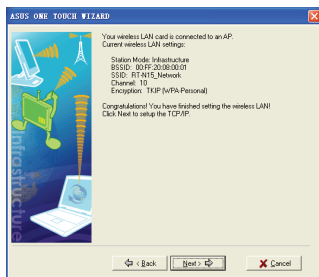 ASUS ONE TOUCH WIZARD
Your wireless LAN card is connected to an AP.
Current wireless LAN settings:
Station Mode: Infrastructure
BSSID: 00:FF:20:08:00:01
SSID: RT-N15_Network
Channel: 10
Encryption: TKIP (WPA-Personal)
Congratulations! You have finished setting the wireless LAN!
Click Next to setup the TCP/IP.
Infrastructure
< Back
Next >
Cancel